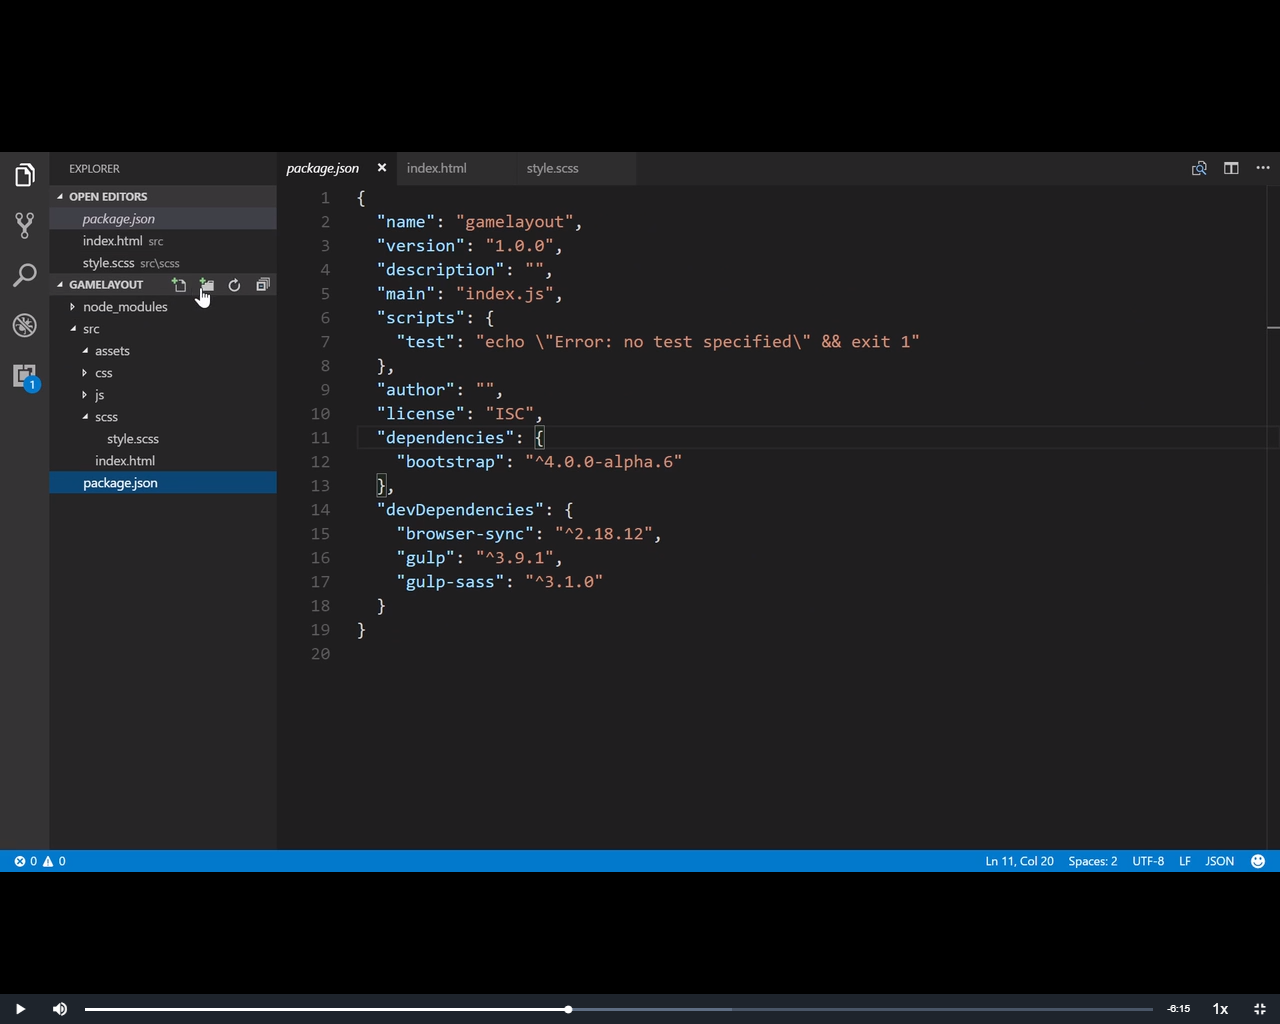 EXPLORER
OPEN EDITORS
package.json
index.html src
style.scss src\scss
GAMELAYOUT
node_modules
src
assets
css
js
scss
style.scss
index.html
package.json
1
package.json index.html style.scss
1 {
2 "name": "gamelayout",
3 "version": "1.0.0",
4 "description": "",
5 "main": "index.js",
6 "scripts": {
7 "test": "echo \"Error: no test specified\" && exit 1"
8 },
9 "author": "",
10 "license": "ISC",
11 "dependencies": {
12 "bootstrap": "^4.0.0-alpha.6"
13 },
14 "devDependencies": {
15 "browser-sync": "^2.18.12",
16 "gulp": "^3.9.1",
17 "gulp-sass": "^3.1.0"
18 }
19 }
20
0 0 Ln 11, Col 20 Spaces: 2 UTF-8 LF JSON
-6:15 1x